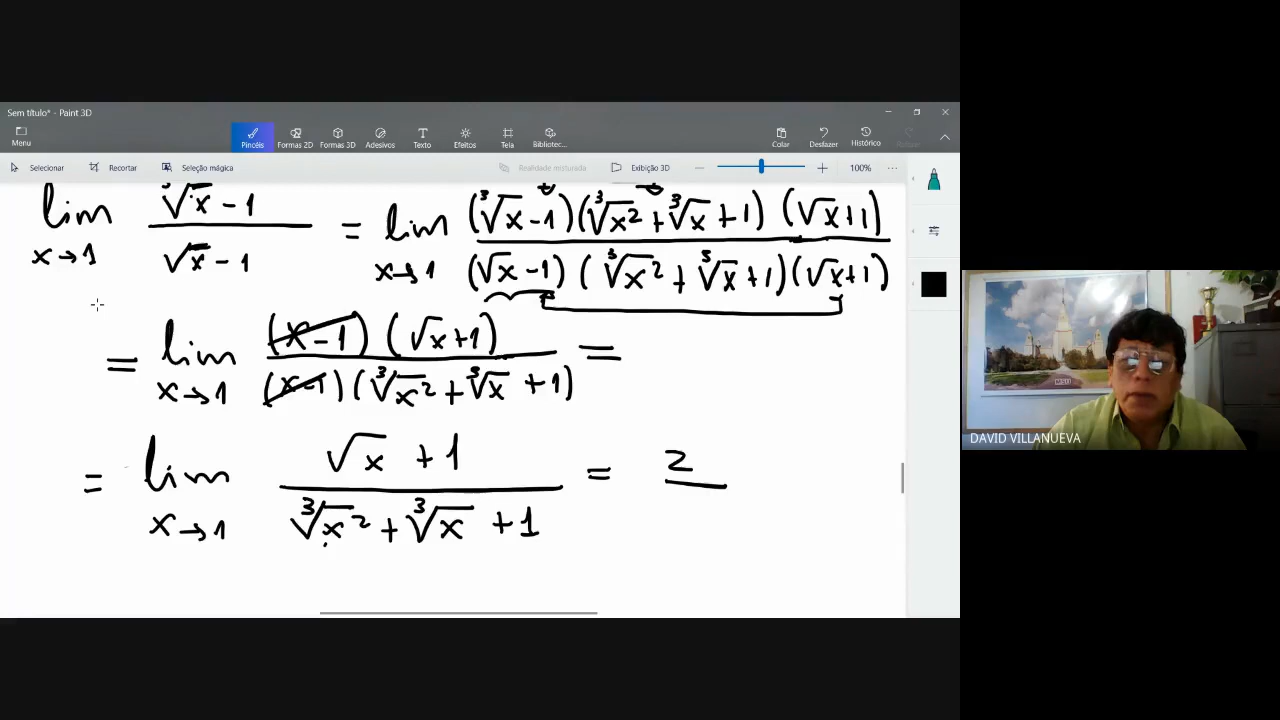 Sem título* - Paint 3D
Menu
Pincéis
Formas 2D
Formas 3D
Adesivos
Texto
Efeitos
Tela
Bibliotec...
Colar
Desfazer
Histórico
Selecionar
Recortar
Seleção mágica
Realidade misturada
Exibição 3D
100%
lim x→1 (∛x - 1)/(√x - 1) = lim x→1 (∛x - 1)(∛x² + ∛x + 1)(√x + 1)/(√x - 1)(∛x² + ∛x + 1)(√x + 1)
= lim x→1 (x - 1)(√x + 1)/(x - 1)(∛x² + ∛x + 1) =
= lim x→1 (√x + 1)/(∛x² + ∛x + 1) = 2/
DAVID VILLANUEVA